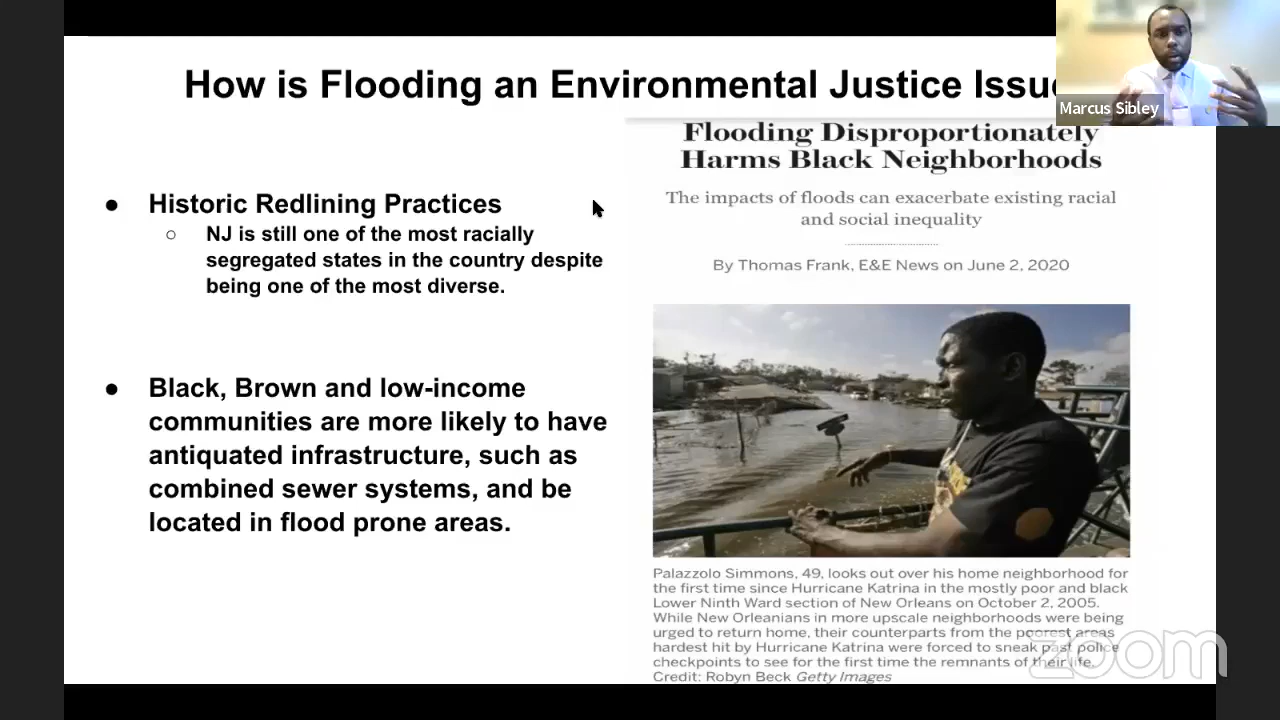 How is Flooding an Environmental Justice Issue
Marcus Sibley
Flooding Disproportionately
Harms Black Neighborhoods
The impacts of floods can exacerbate existing racial
and social inequality
By Thomas Frank, E&E News on June 2, 2020
● Historic Redlining Practices
○ NJ is still one of the most racially
segregated states in the country despite
being one of the most diverse.
● Black, Brown and low-income
communities are more likely to have
antiquated infrastructure, such as
combined sewer systems, and be
located in flood prone areas.
Palazzolo Simmons, 49, looks out over his home neighborhood for
the first time since Hurricane Katrina in the mostly poor and black
Lower Ninth Ward section of New Orleans on October 2, 2005.
While New Orleanians in more upscale neighborhoods were being
urged to return home, their counterparts from the poorest areas
hardest hit by Hurricane Katrina were forced to sneak past police
checkpoints to see for the first time the remnants of their life.
Credit: Robyn Beck Getty Images
zoom